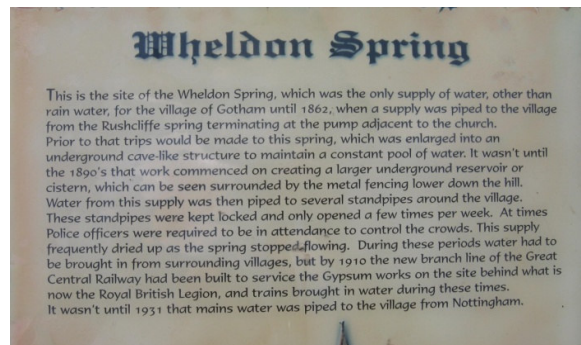 Wheldon Spring
This is the site of the Wheldon Spring, which was the only supply of water, other than
rain water, for the village of Gotham until 1862, when a supply was piped to the village
from the Rushcliffe spring terminating at the pump adjacent to the church.
Prior to that trips would be made to this spring, which was enlarged into an
underground cave-like structure to maintain a constant pool of water. It wasn't until
the 1890's that work commenced on creating a larger underground reservoir or
cistern, which can be seen surrounded by the metal fencing lower down the hill.
Water from this supply was then piped to several standpipes around the village.
These standpipes were kept locked and only opened a few times per week. At times
Police officers were required to be in attendance to control the crowds. This supply
frequently dried up as the spring stopped flowing. During these periods water had to
be brought in from surrounding villages, but by 1910 the new branch line of the Great
Central Railway had been built to service the Gypsum works on the site behind what is
now the Royal British Legion, and trains brought in water during these times.
It wasn't until 1931 that mains water was piped to the village from Nottingham.